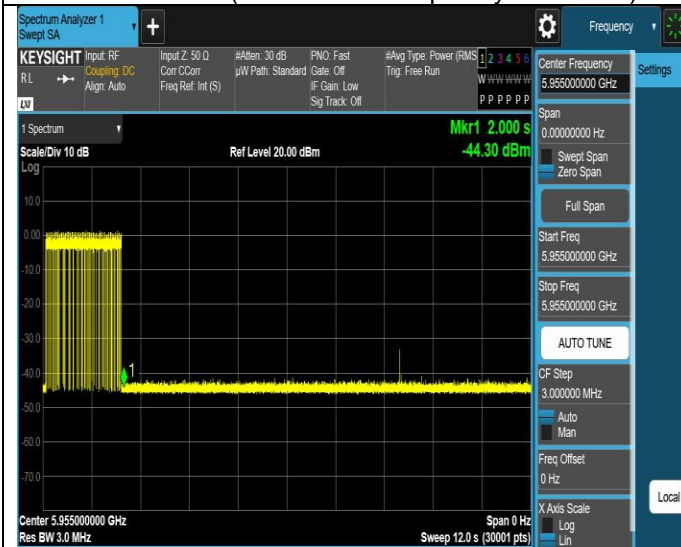 Spectrum Analyzer 1
Swept SA
+
Frequency
KEYSIGHT
RL
LXI
Input: RF
Coupling: DC
Align: Auto
Input Z: 50 Ω
Corr CCorr
Freq Ref: Int (S)
#Atten: 30 dB
µW Path: Standard
PNO: Fast
Gate: Off
IF Gain: Low
Sig Track: Off
#Avg Type: Power (RMS
Trig: Free Run
1 2 3 4 5 6
W W W W W W
P P P P P P
1 Spectrum
Scale/Div 10 dB
Ref Level 20.00 dBm
Mkr1 2.000 s
-44.30 dBm
Log
10.0
0.00
-10.0
-20.0
-30.0
-40.0
-50.0
-60.0
-70.0
1
Center 5.955000000 GHz
Res BW 3.0 MHz
Span 0 Hz
Sweep 12.0 s (30001 pts)
Center Frequency
5.955000000 GHz
Settings
Span
0.00000000 Hz
Swept Span
Zero Span
Full Span
Start Freq
5.955000000 GHz
Stop Freq
5.955000000 GHz
AUTO TUNE
CF Step
3.000000 MHz
Auto
Man
Freq Offset
0 Hz
X Axis Scale
Log
Lin
Local